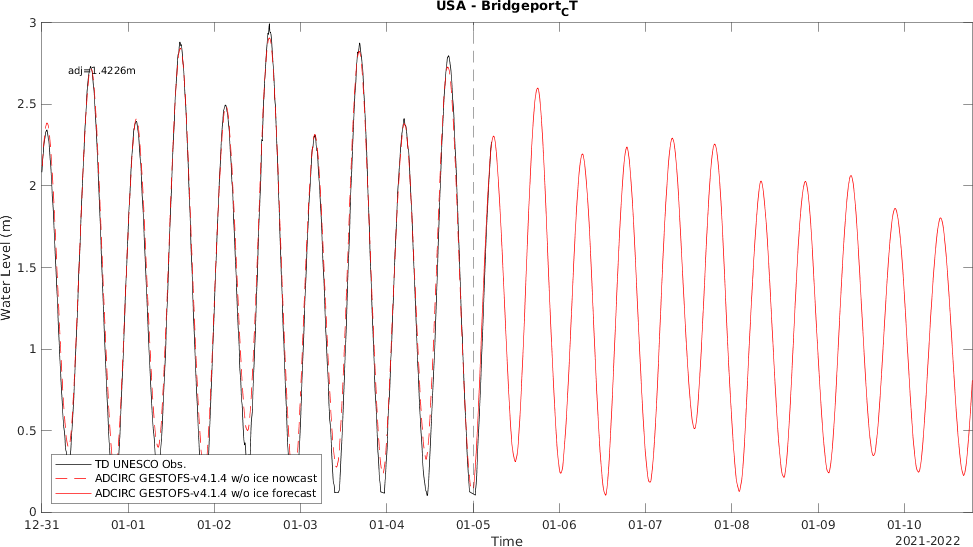 USA - Bridgeport_CT
adj=1.4226m
3
2.5
2
1.5
1
0.5
0
Water Level (m)
TD UNESCO Obs.
ADCIRC GESTOFS-v4.1.4 w/o ice nowcast
ADCIRC GESTOFS-v4.1.4 w/o ice forecast
12-31 01-01 01-02 01-03 01-04 01-05 01-06 01-07 01-08 01-09 01-10
Time
2021-2022